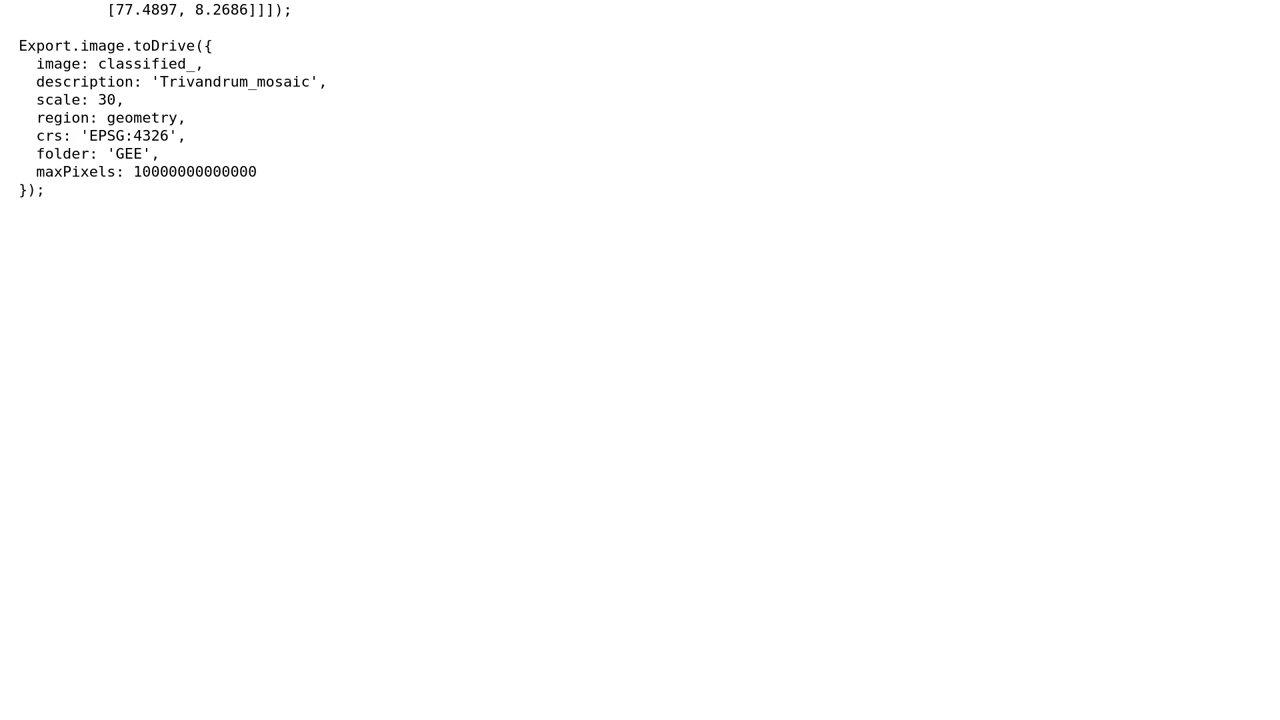 [77.4897, 8.2686]]]);
Export.image.toDrive({
image: classified_,
description: 'Trivandrum_mosaic',
scale: 30,
region: geometry,
crs: 'EPSG:4326',
folder: 'GEE',
maxPixels: 10000000000000
});